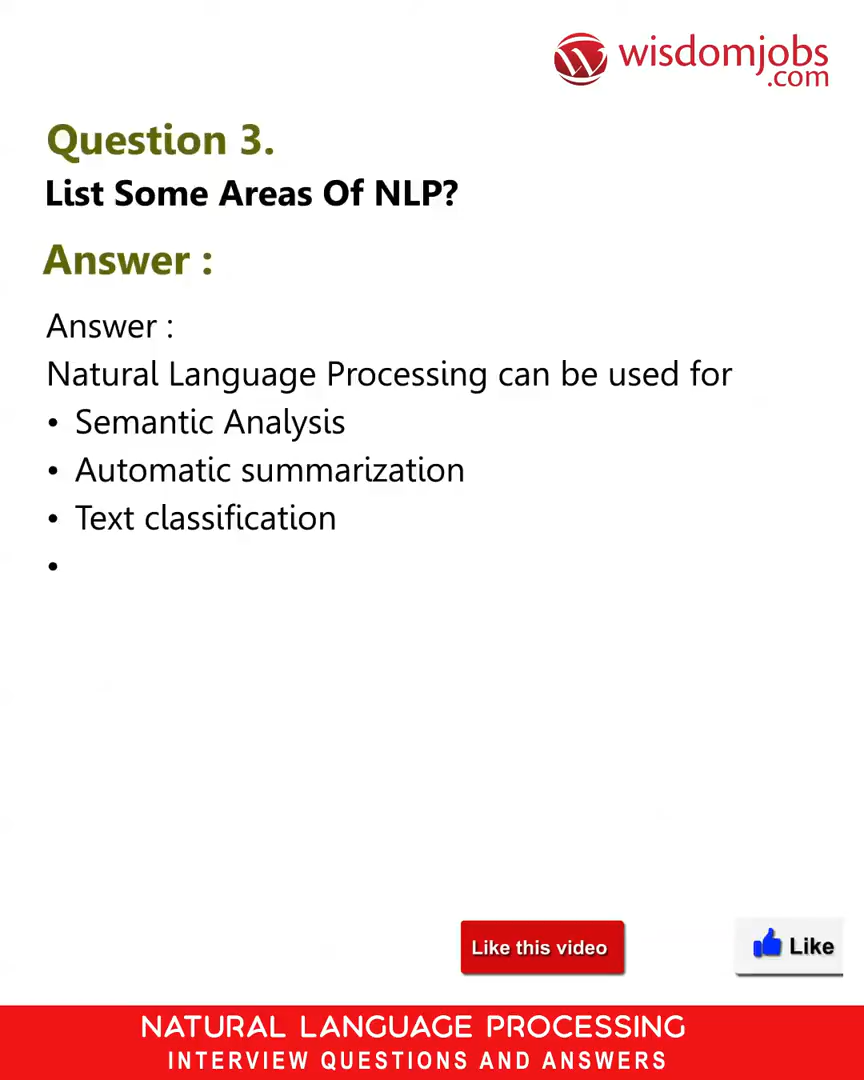 wisdomjobs
.com
Question 3.
List Some Areas Of NLP?
Answer :
Answer :
Natural Language Processing can be used for
• Semantic Analysis
• Automatic summarization
• Text classification
•
Like this video
Like
NATURAL LANGUAGE PROCESSING
INTERVIEW QUESTIONS AND ANSWERS